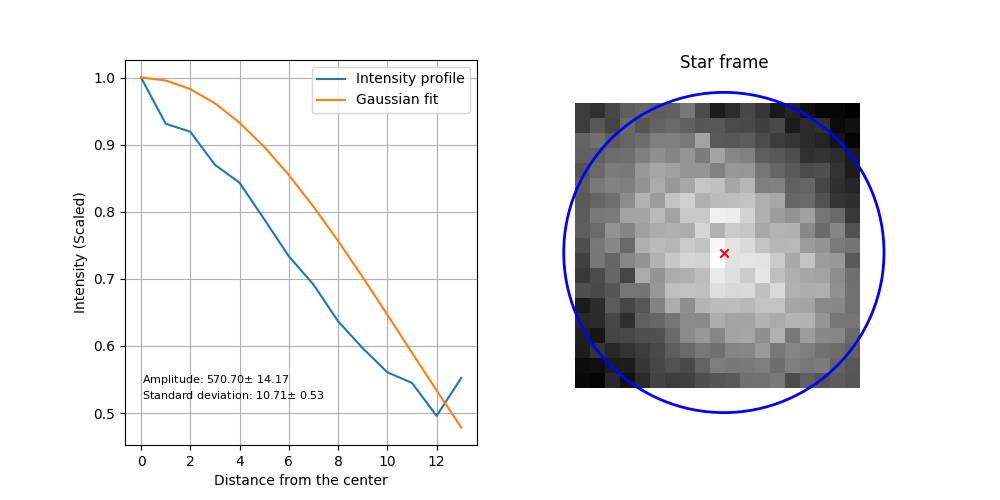 Star frame
1.0
0.9
0.8
0.7
0.6
0.5
Intensity (Scaled)
Intensity profile
Gaussian fit
Amplitude: 570.70± 14.17
Standard deviation: 10.71± 0.53
0 2 4 6 8 10 12
Distance from the center